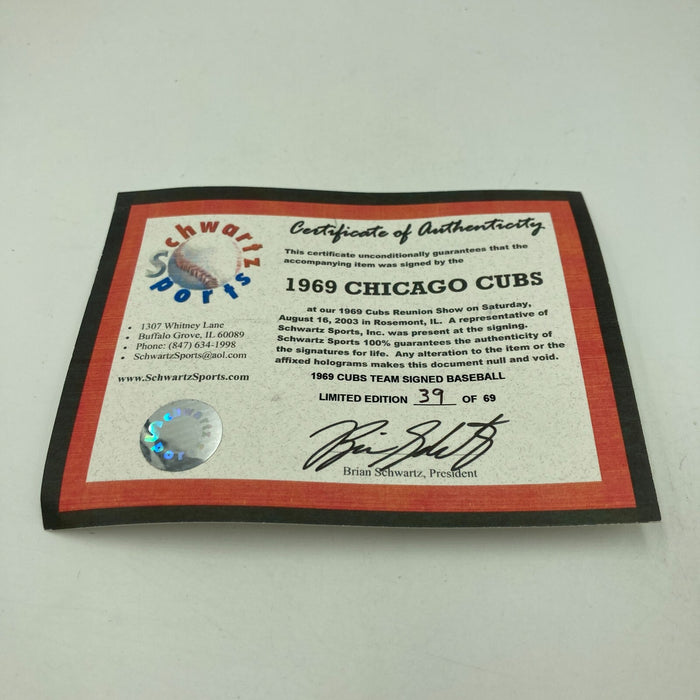 Schwartz
Sports
• 1307 Whitney Lane
• Buffalo Grove, IL 60089
• Phone: (847) 634-1998
• SchwartzSports@aol.com
www.SchwartzSports.com
Schwartz
Spor
Certificate of Authenticity
This certificate unconditionally guarantees that the
accompanying item was signed by the
1969 CHICAGO CUBS
at our 1969 Cubs Reunion Show on Saturday,
August 16, 2003 in Rosemont, IL. A representative of
Schwartz Sports, Inc. was present at the signing.
Schwartz Sports 100% guarantees the authenticity of
the signatures for life. Any alteration to the item or the
affixed holograms makes this document null and void.
1969 CUBS TEAM SIGNED BASEBALL
LIMITED EDITION 39 OF 69
Brian Schwartz, President